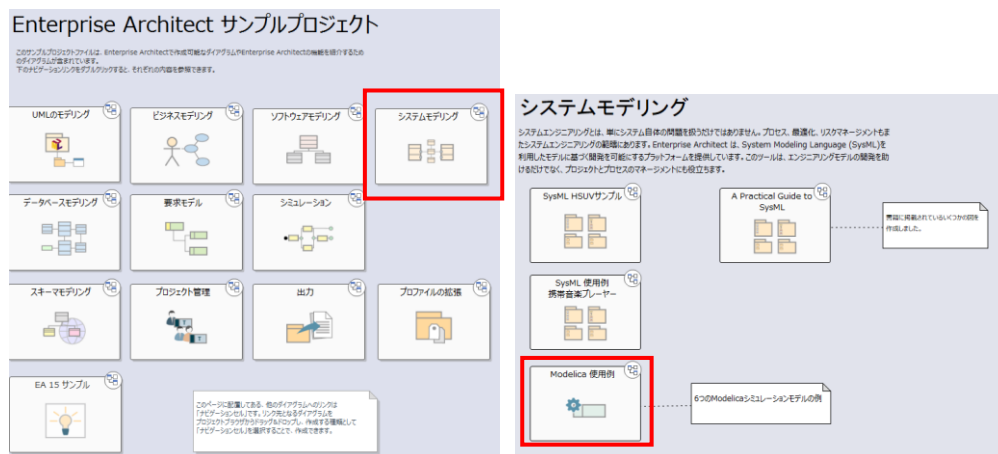 Enterprise Architect サンプルプロジェクト
このサンプルプロジェクトファイルは、Enterprise Architectで作成可能なダイアグラムやEnterprise Architectの機能を紹介するため
のダイアグラムが含まれています。
下のナビゲーションリンクをダブルクリックすると、それぞれの内容を参照できます。
UMLのモデリング
ビジネスモデリング
ソフトウェアモデリング
システムモデリング
データベースモデリング
要求モデル
シミュレーション
スキーマモデリング
プロジェクト管理
出力
プロファイルの拡張
EA 15 サンプル
このページに配置してある、他のダイアグラムへのリンクは
「ナビゲーションセル」です。リンク先となるダイアグラムを
プロジェクトブラウザからドラッグ&ドロップし、作成する種類として
「ナビゲーションセル」を選択することで、作成できます。
システムモデリング
システムエンジニアリングとは、単にシステム自体の問題を扱うだけではありません。プロセス、最適化、リスクマネージメントもま
たシステムエンジニアリングの範疇にあります。Enterprise Architect は、System Modeling Language (SysML)を
利用したモデルに基づく開発を可能にするプラットフォームを提供しています。このツールは、エンジニアリングモデルの開発を助
けるだけでなく、プロジェクトとプロセスのマネージメントにも役立ちます。
SysML HSUVサンプル
A Practical Guide to
SysML
書籍に掲載されているいくつかの図を
作成しました。
SysML 使用例
携帯音楽プレーヤー
Modelica 使用例
6つのModelicaシミュレーションモデルの例